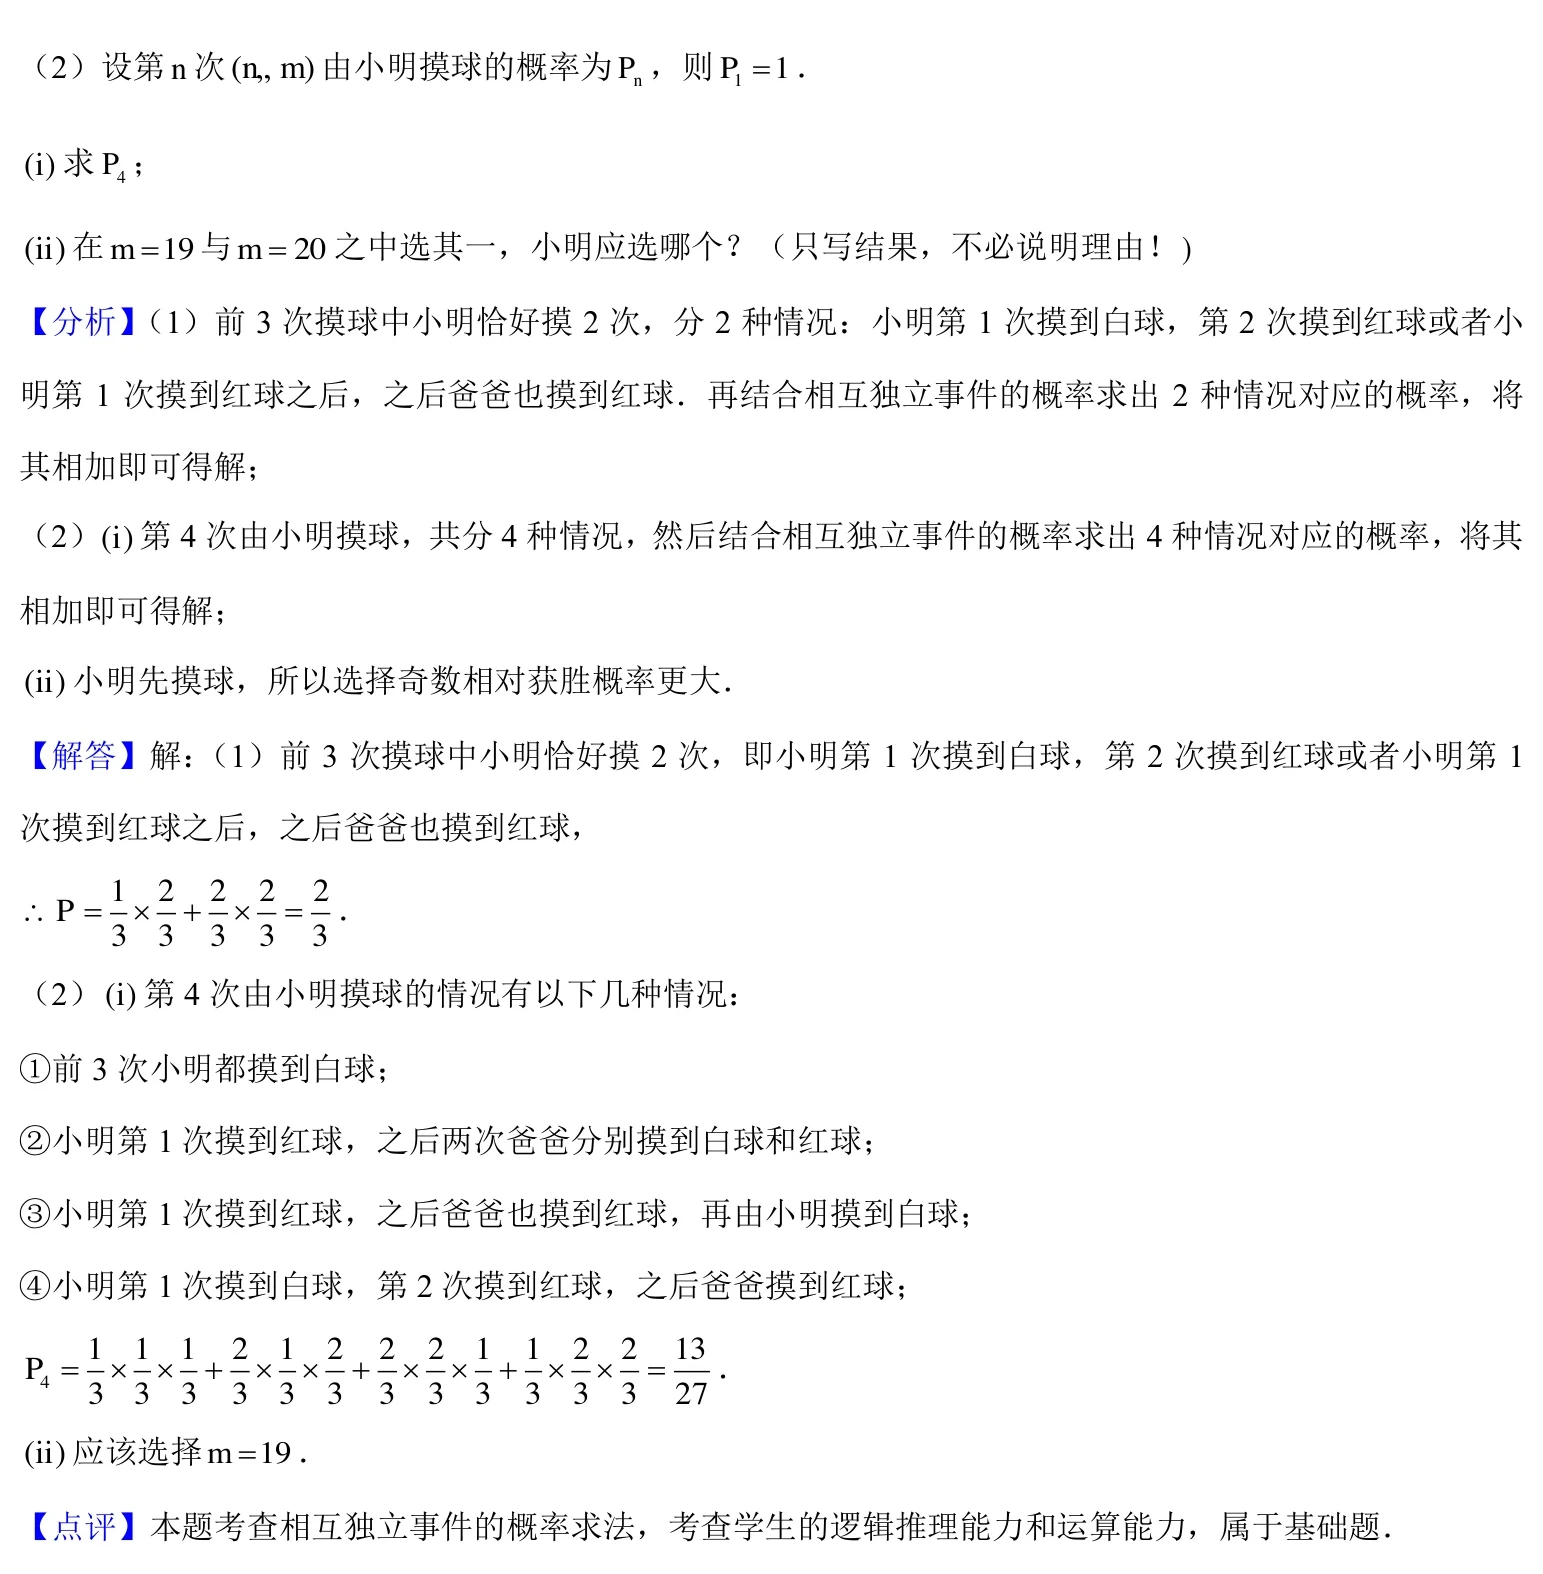 （2）设第 n 次 (n,, m) 由小明摸球的概率为 P_n，则 P_1 = 1．
(i) 求 P_4；
(ii) 在 m = 19 与 m = 20 之中选其一，小明应选哪个？（只写结果，不必说明理由！)
【分析】（1）前 3 次摸球中小明恰好摸 2 次，分 2 种情况：小明第 1 次摸到白球，第 2 次摸到红球或者小
明第 1 次摸到红球之后，之后爸爸也摸到红球．再结合相互独立事件的概率求出 2 种情况对应的概率，将
其相加即可得解；
（2）(i) 第 4 次由小明摸球，共分 4 种情况，然后结合相互独立事件的概率求出 4 种情况对应的概率，将其
相加即可得解；
(ii) 小明先摸球，所以选择奇数相对获胜概率更大．
【解答】解：（1）前 3 次摸球中小明恰好摸 2 次，即小明第 1 次摸到白球，第 2 次摸到红球或者小明第 1
次摸到红球之后，之后爸爸也摸到红球，
∴ P = 1/3 × 2/3 + 2/3 × 2/3 = 2/3．
（2）(i) 第 4 次由小明摸球的情况有以下几种情况：
①前 3 次小明都摸到白球；
②小明第 1 次摸到红球，之后两次爸爸分别摸到白球和红球；
③小明第 1 次摸到红球，之后爸爸也摸到红球，再由小明摸到白球；
④小明第 1 次摸到白球，第 2 次摸到红球，之后爸爸摸到红球；
P_4 = 1/3 × 1/3 × 1/3 + 2/3 × 1/3 × 2/3 + 2/3 × 2/3 × 1/3 + 1/3 × 2/3 × 2/3 = 13/27．
(ii) 应该选择 m = 19．
【点评】本题考查相互独立事件的概率求法，考查学生的逻辑推理能力和运算能力，属于基础题．